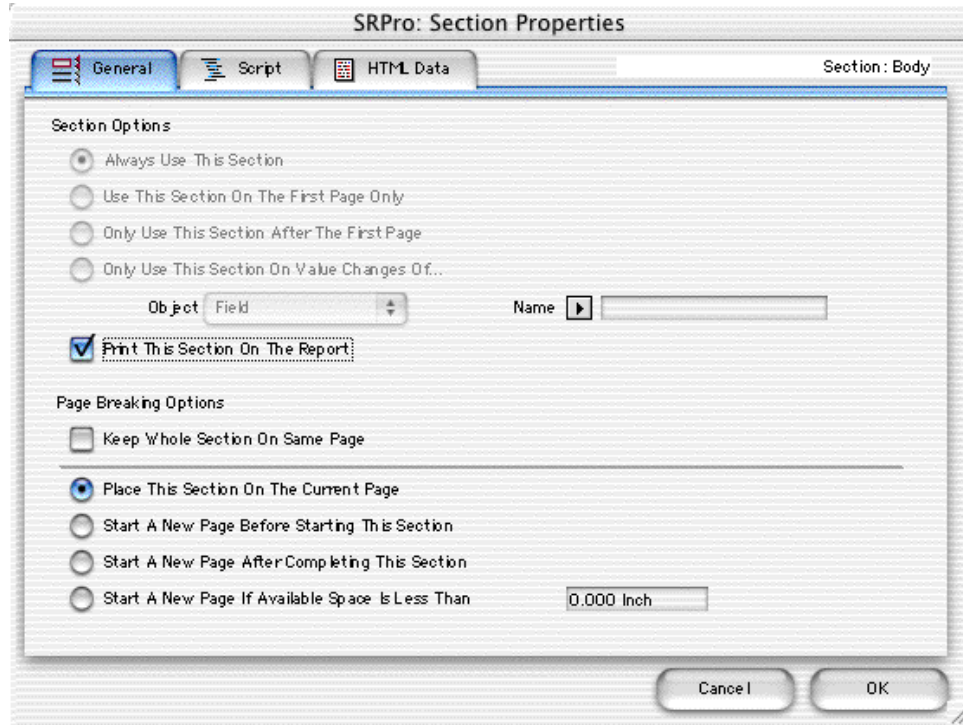 SRPro: Section Properties
General Script HTML Data Section: Body
Section Options
Always Use This Section
Use This Section On The First Page Only
Only Use This Section After The First Page
Only Use This Section On Value Changes Of...
Object Field Name
Print This Section On The Report
Page Breaking Options
Keep Whole Section On Same Page
Place This Section On The Current Page
Start A New Page Before Starting This Section
Start A New Page After Completing This Section
Start A New Page If Available Space Is Less Than 0.000 Inch
Cancel OK